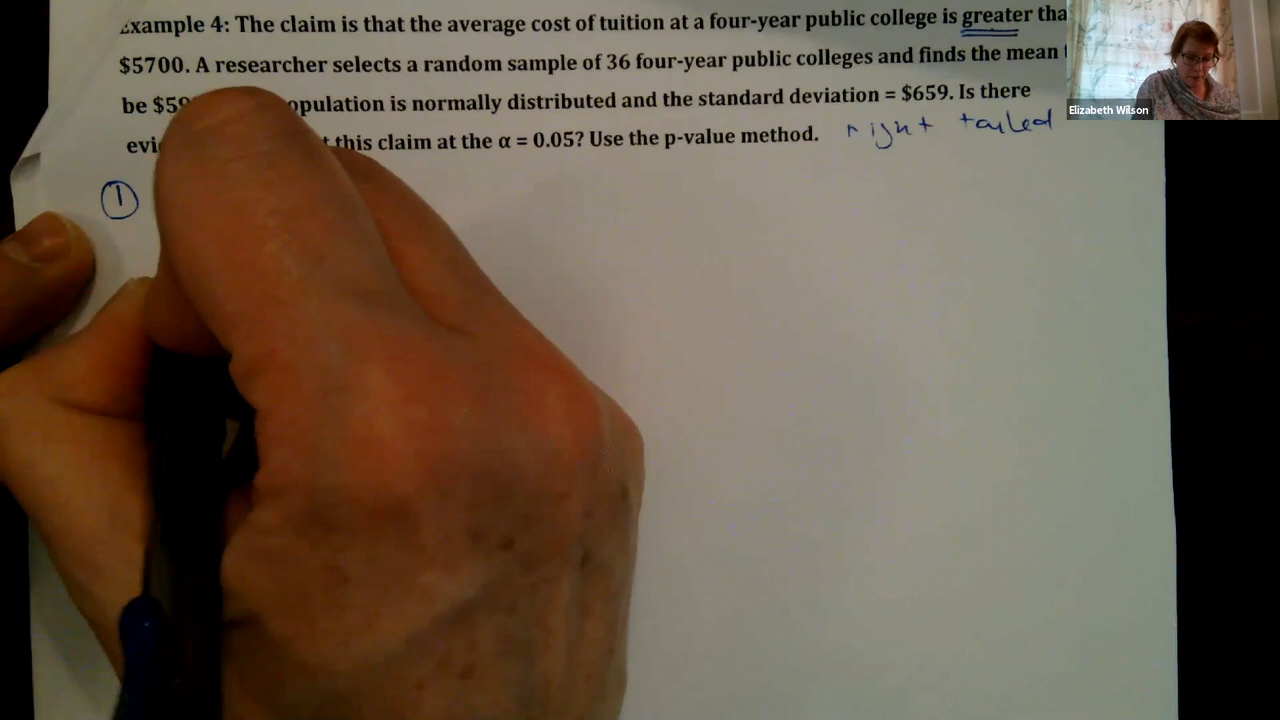 Example 4: The claim is that the average cost of tuition at a four-year public college is greater tha
$5700. A researcher selects a random sample of 36 four-year public colleges and finds the mean
be $59 opulation is normally distributed and the standard deviation = $659. Is there
evi this claim at the α = 0.05? Use the p-value method. right tailed
①
Elizabeth Wilson